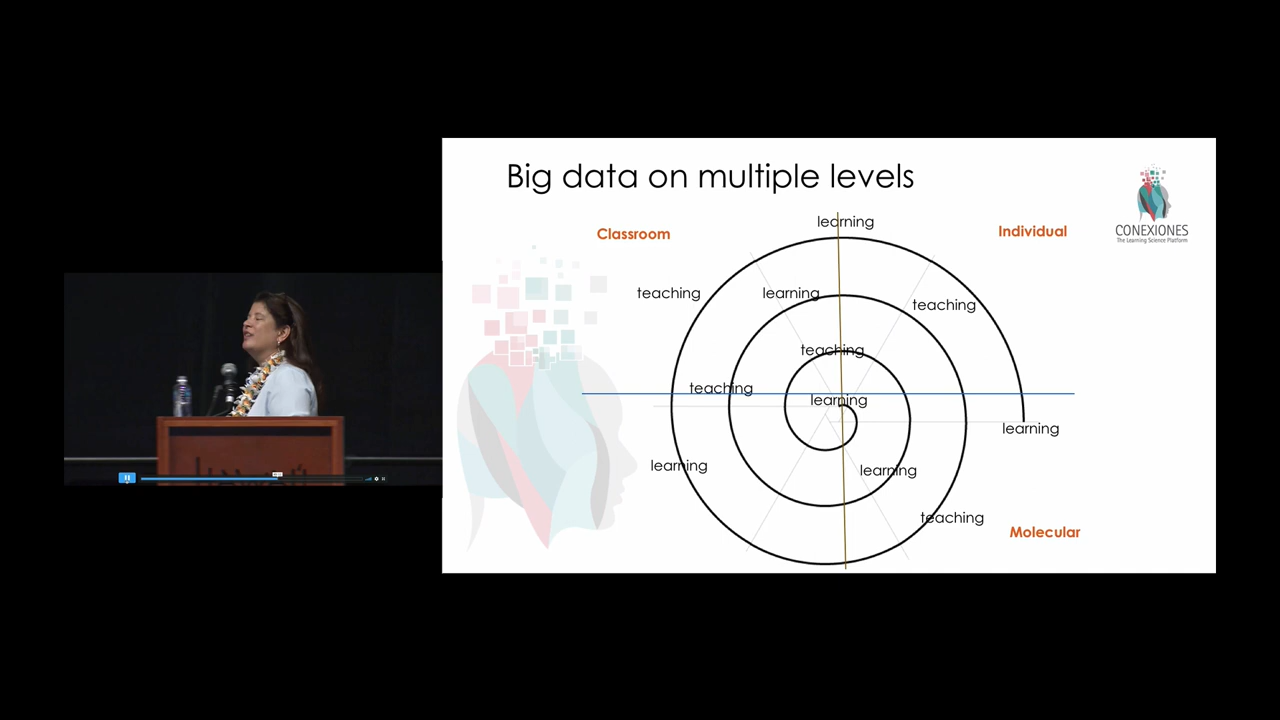 Big data on multiple levels
CONEXIONES
The Learning Science Platform
learning
Classroom
Individual
teaching
learning
teaching
teaching
teaching
learning
learning
learning
learning
teaching
Molecular